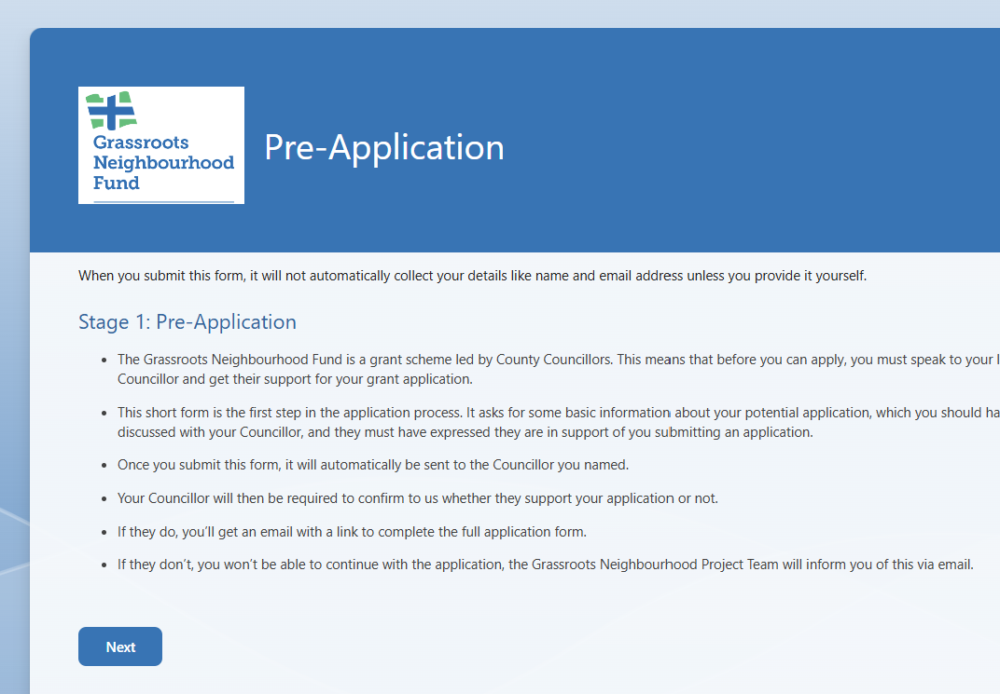 Grassroots
Neighbourhood
Fund
Pre-Application
When you submit this form, it will not automatically collect your details like name and email address unless you provide it yourself.
Stage 1: Pre-Application
• The Grassroots Neighbourhood Fund is a grant scheme led by County Councillors. This means that before you can apply, you must speak to your
Councillor and get their support for your grant application.
• This short form is the first step in the application process. It asks for some basic information about your potential application, which you should
discussed with your Councillor, and they must have expressed they are in support of you submitting an application.
• Once you submit this form, it will automatically be sent to the Councillor you named.
• Your Councillor will then be required to confirm to us whether they support your application or not.
• If they do, you’ll get an email with a link to complete the full application form.
• If they don’t, you won’t be able to continue with the application, the Grassroots Neighbourhood Project Team will inform you of this via email.
Next